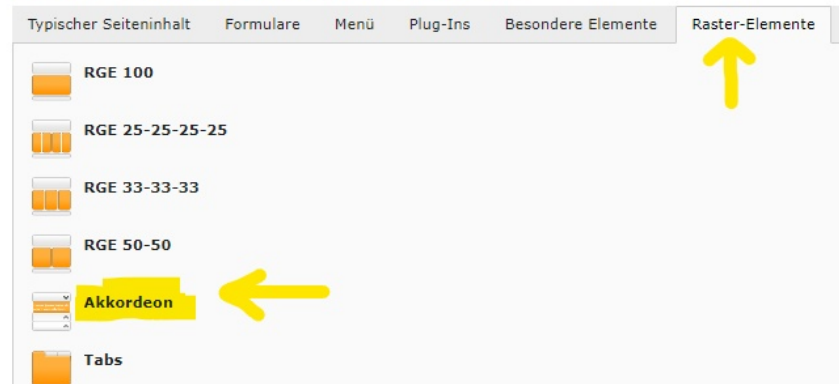 Typischer Seiteninhalt Formulare Menü Plug-Ins Besondere Elemente Raster-Elemente
RGE 100
RGE 25-25-25-25
RGE 33-33-33
RGE 50-50
Akkordeon
Tabs